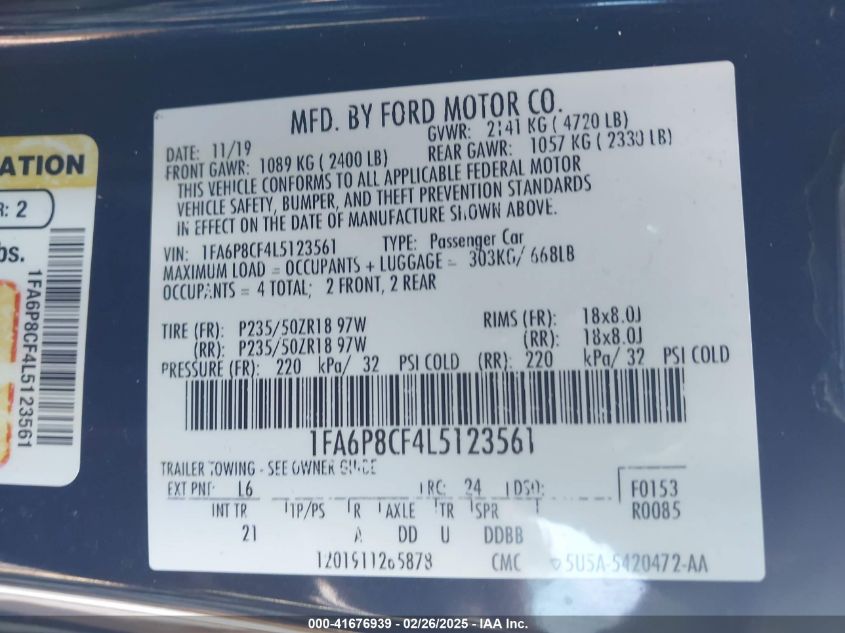 MFD. BY FORD MOTOR CO.
DATE: 11/19 GVWR: 2141 KG ( 4720 LB)
FRONT GAWR: 1089 KG ( 2400 LB) REAR GAWR: 1057 KG ( 2330 LB)
THIS VEHICLE CONFORMS TO ALL APPLICABLE FEDERAL MOTOR
VEHICLE SAFETY, BUMPER, AND THEFT PREVENTION STANDARDS
IN EFFECT ON THE DATE OF MANUFACTURE SHOWN ABOVE.
VIN: 1FA6P8CF4L5123561 TYPE: Passenger Car
MAXIMUM LOAD = OCCUPANTS + LUGGAGE = 303KG/ 668LB
OCCUPANTS = 4 TOTAL; 2 FRONT, 2 REAR
TIRE (FR): P235/50ZR18 97W RIMS (FR): 18x8.0J
(RR): P235/50ZR18 97W (RR): 18x8.0J
PRESSURE (FR): 220 kPa/ 32 PSI COLD (RR): 220 kPa/ 32 PSI COLD
1FA6P8CF4L5123561
TRAILER TOWING - SEE OWNER GUIDE
EXT PNT: L6 RC: 24 DSO: F0153
INT TR TP/PS R AXLE TR SPR R0085
21 A DD U DDBB
CMC 5U5A-5420472-AA
ATION
R: 2
bs.
1FA6P8CF4L5123561
000-41676939 / 02/26/2025 - IAA Inc.